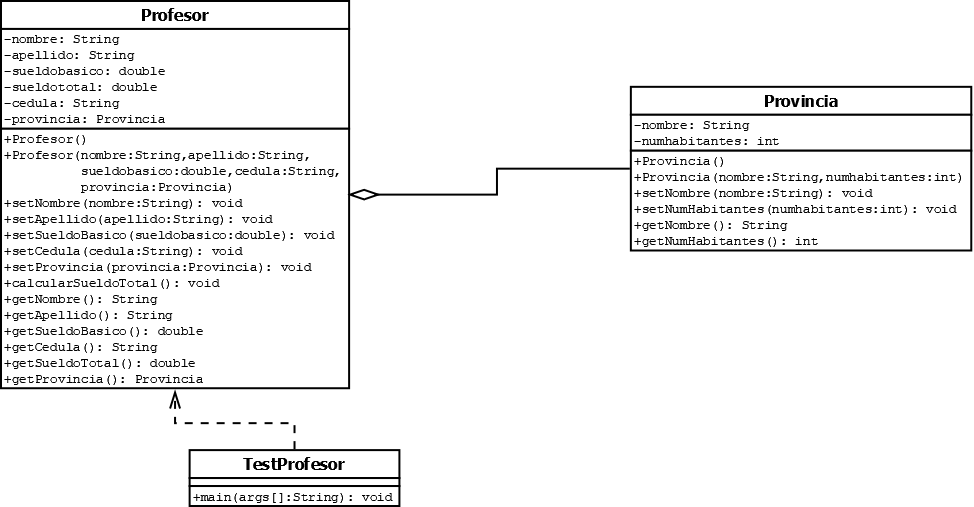 Profesor
-nombre: String
-apellido: String
-sueldobasico: double
-sueldototal: double
-cedula: String
-provincia: Provincia
+Profesor()
+Profesor(nombre:String,apellido:String,
sueldobasico:double,cedula:String,
provincia:Provincia)
+setNombre(nombre:String): void
+setApellido(apellido:String): void
+setSueldoBasico(sueldobasico:double): void
+setCedula(cedula:String): void
+setProvincia(provincia:Provincia): void
+calcularSueldoTotal(): void
+getNombre(): String
+getApellido(): String
+getSueldoBasico(): double
+getCedula(): String
+getSueldoTotal(): double
+getProvincia(): Provincia
Provincia
-nombre: String
-numhabitantes: int
+Provincia()
+Provincia(nombre:String,numhabitantes:int)
+setNombre(nombre:String): void
+setNumHabitantes(numhabitantes:int): void
+getNombre(): String
+getNumHabitantes(): int
TestProfesor
+main(args[]:String): void